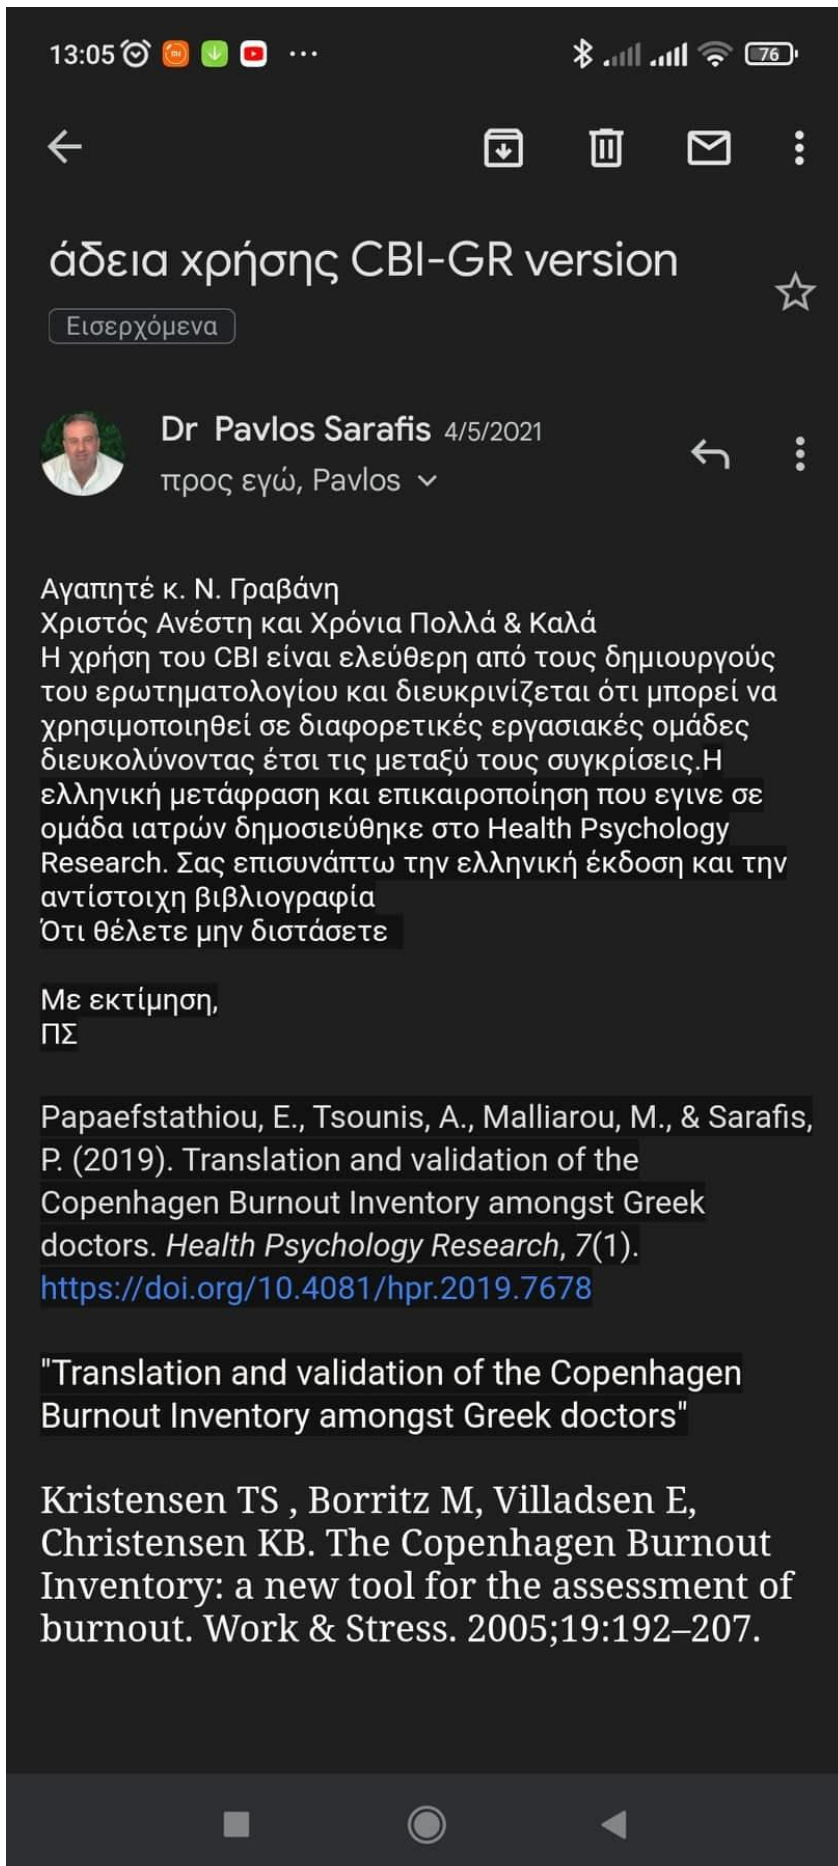 13:05
76
άδεια χρήσης CBI-GR version
Εισερχόμενα
Dr Pavlos Sarafis 4/5/2021
προς εγώ, Pavlos
Αγαπητέ κ. Ν. Γραβάνη
Χριστός Ανέστη και Χρόνια Πολλά & Καλά
Η χρήση του CBI είναι ελεύθερη από τους δημιουργούς
του ερωτηματολογίου και διευκρινίζεται ότι μπορεί να
χρησιμοποιηθεί σε διαφορετικές εργασιακές ομάδες
διευκολύνοντας έτσι τις μεταξύ τους συγκρίσεις.Η
ελληνική μετάφραση και επικαιροποίηση που εγινε σε
ομάδα ιατρών δημοσιεύθηκε στο Health Psychology
Research. Σας επισυνάπτω την ελληνική έκδοση και την
αντίστοιχη βιβλιογραφία
Ότι θέλετε μην διστάσετε
Με εκτίμηση,
ΠΣ
Papaefstathiou, E., Tsounis, A., Malliarou, M., & Sarafis,
P. (2019). Translation and validation of the
Copenhagen Burnout Inventory amongst Greek
doctors. Health Psychology Research, 7(1).
https://doi.org/10.4081/hpr.2019.7678
"Translation and validation of the Copenhagen
Burnout Inventory amongst Greek doctors"
Kristensen TS , Borritz M, Villadsen E,
Christensen KB. The Copenhagen Burnout
Inventory: a new tool for the assessment of
burnout. Work & Stress. 2005;19:192–207.